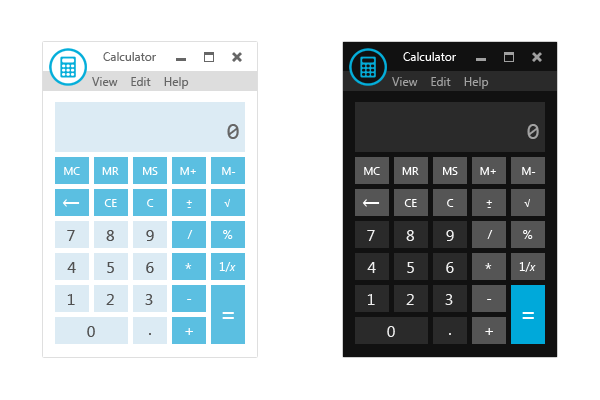 Calculator
View Edit Help
0
MC MR MS M+ M-
← CE C ± √
7 8 9 / %
4 5 6 * 1/x
1 2 3 -
0 . + =
Calculator
View Edit Help
0
MC MR MS M+ M-
← CE C ± √
7 8 9 / %
4 5 6 * 1/x
1 2 3 -
0 . + =